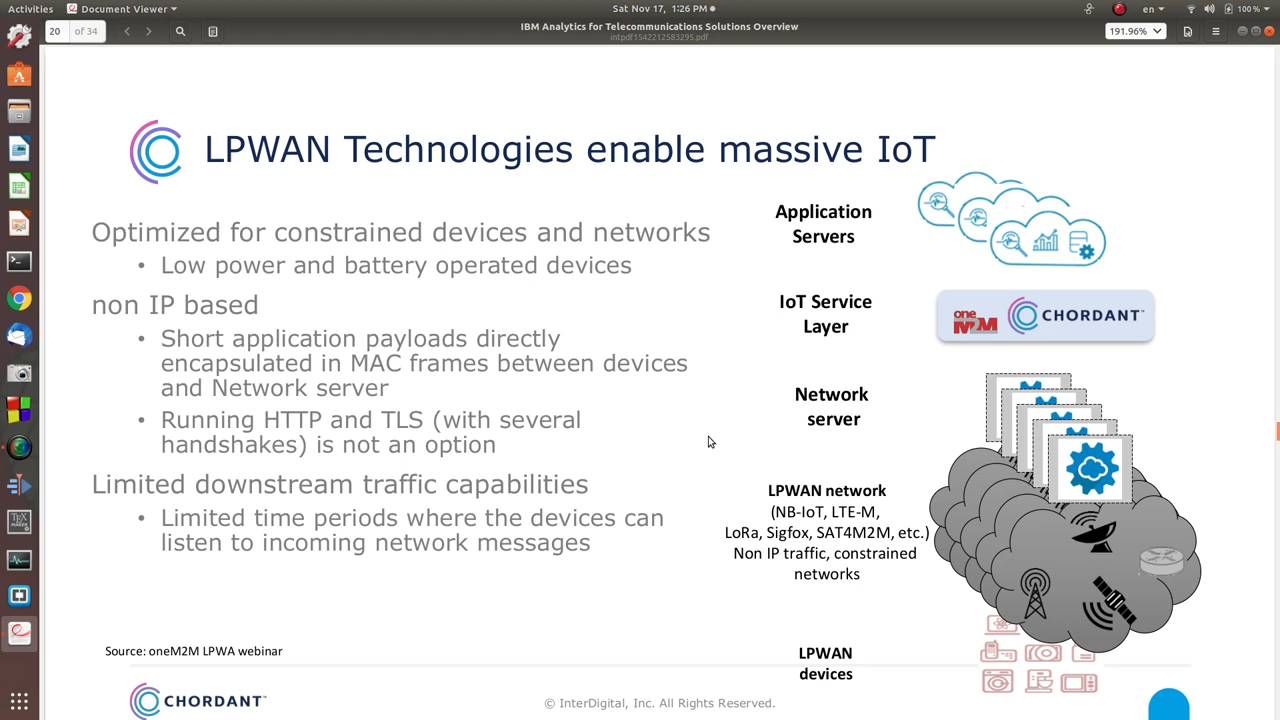 Activities
Document Viewer
Sat Nov 17, 1:26 PM
en
100 %
20
of 34
IBM Analytics for Telecommunications Solutions Overview
intpdf1542212583295.pdf
191.96%
LPWAN Technologies enable massive IoT
Optimized for constrained devices and networks
• Low power and battery operated devices
non IP based
• Short application payloads directly
encapsulated in MAC frames between devices
and Network server
• Running HTTP and TLS (with several
handshakes) is not an option
Limited downstream traffic capabilities
• Limited time periods where the devices can
listen to incoming network messages
Application
Servers
IoT Service
Layer
one
M2M
CHORDANT™
Network
server
LPWAN network
(NB-IoT, LTE-M,
LoRa, Sigfox, SAT4M2M, etc.)
Non IP traffic, constrained
networks
LPWAN
devices
Source: oneM2M LPWA webinar
CHORDANT™
© InterDigital, Inc. All Rights Reserved.